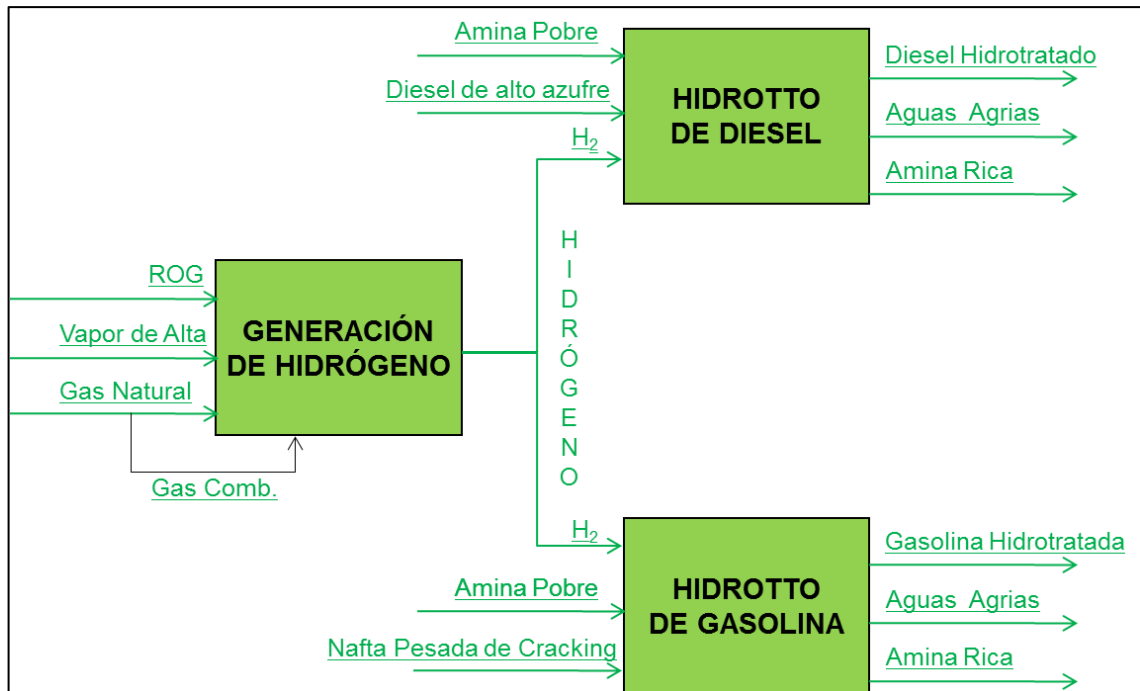 Amina Pobre
Diesel de alto azufre
H₂
HIDROTTO
DE DIESEL
Diesel Hidrotratado
Aguas Agrias
Amina Rica
ROG
Vapor de Alta
Gas Natural
Gas Comb.
GENERACIÓN
DE HIDRÓGENO
H
I
D
R
Ó
G
E
N
O
H₂
Amina Pobre
Nafta Pesada de Cracking
HIDROTTO
DE GASOLINA
Gasolina Hidrotratada
Aguas Agrias
Amina Rica